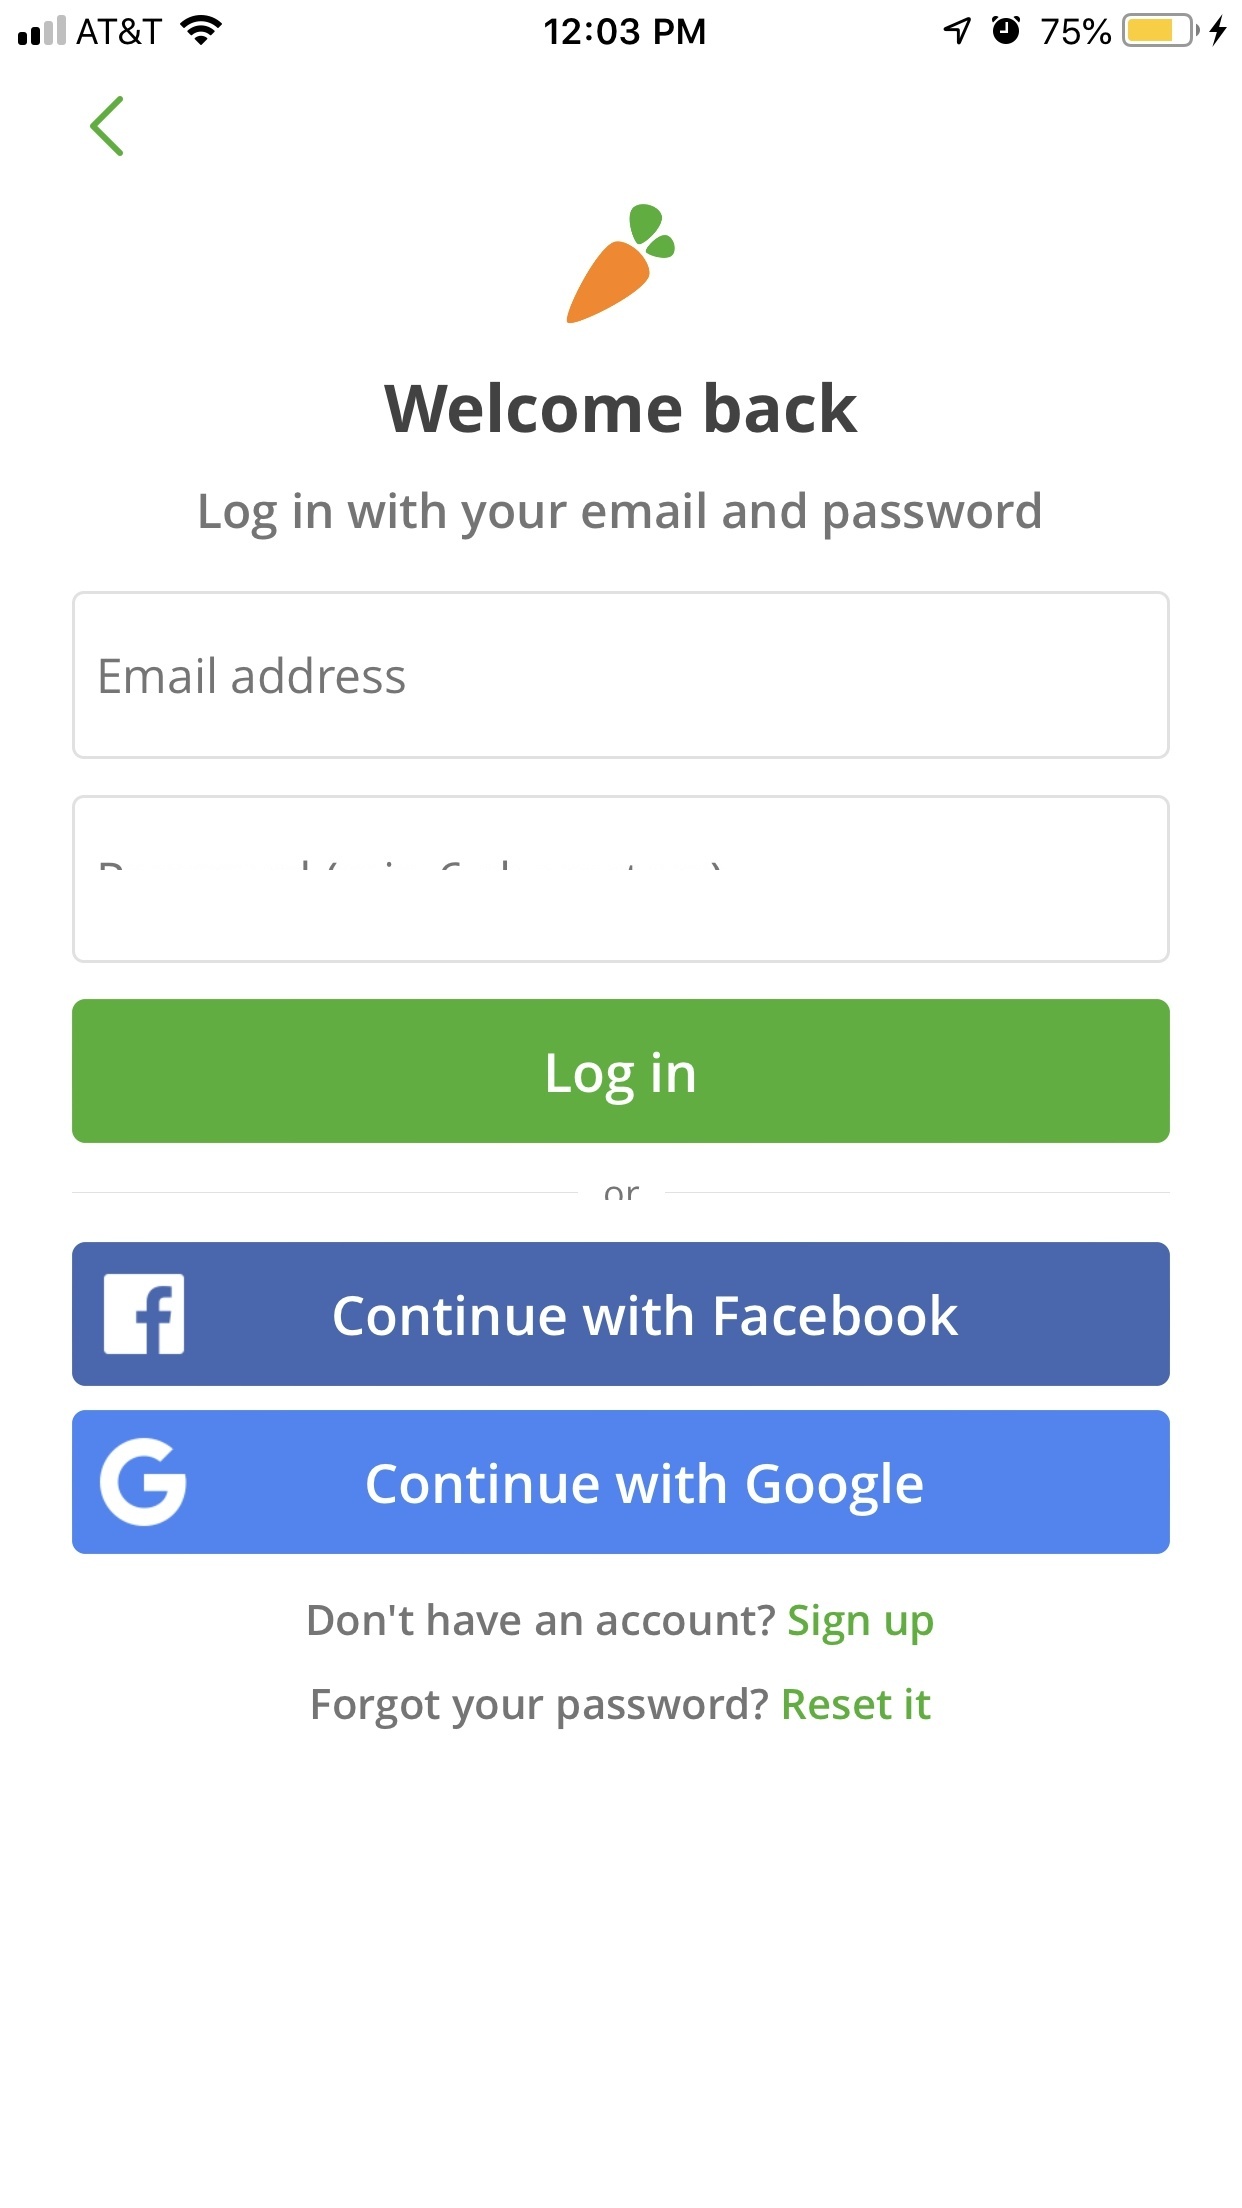 AT&T 12:03 PM 75%
Welcome back
Log in with your email and password
Email address
Log in
or
Continue with Facebook
Continue with Google
Don't have an account? Sign up
Forgot your password? Reset it